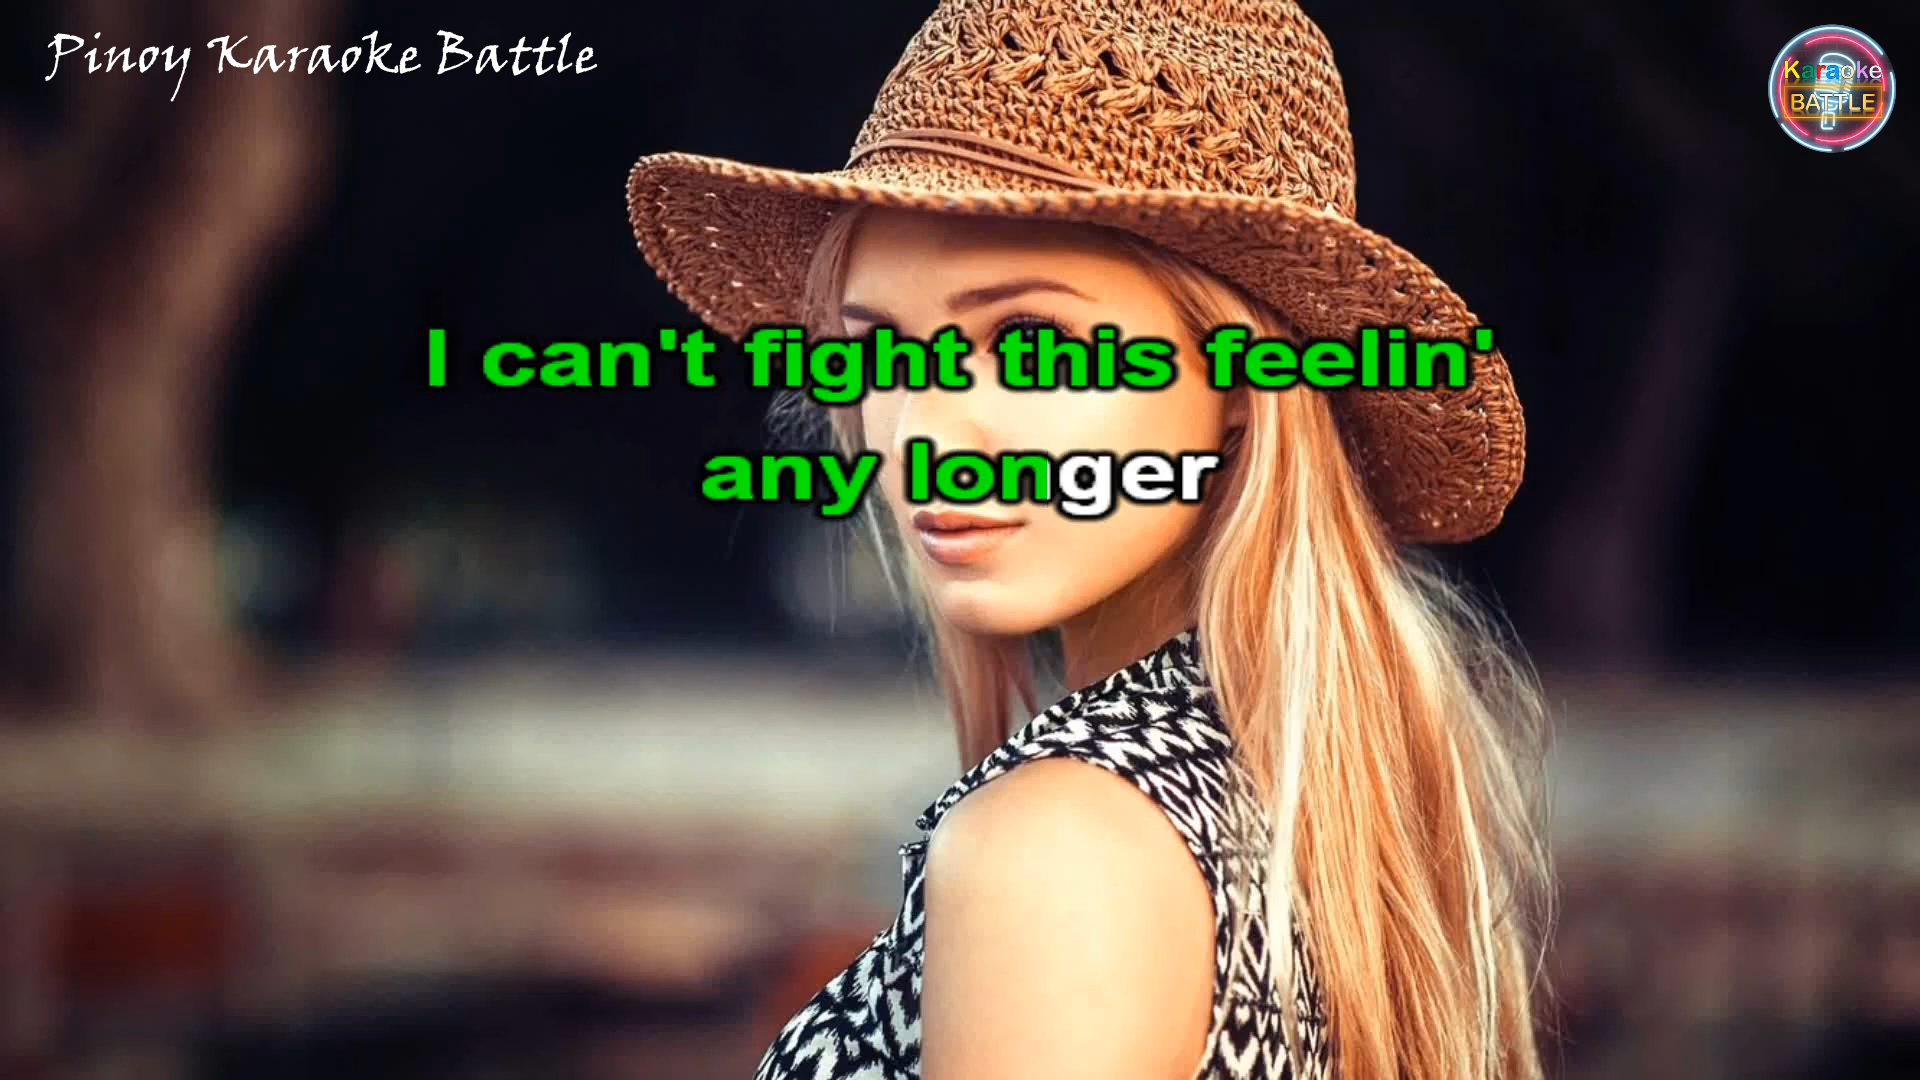 Pinoy Karaoke Battle
Karaoke
BATTLE
I can't fight this feelin'
any longer